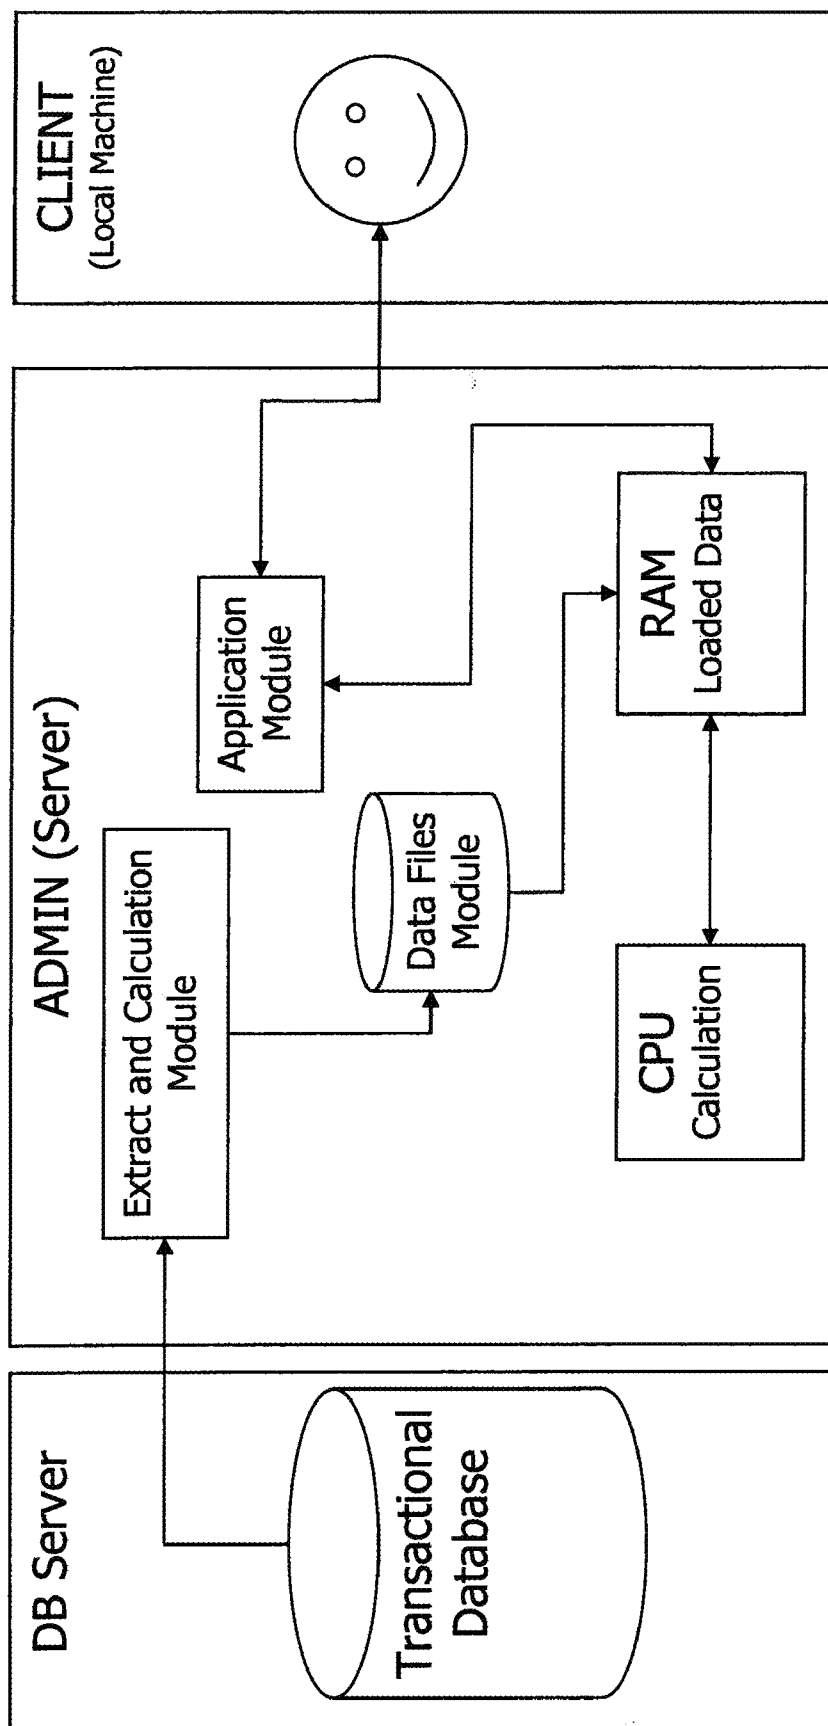 DB Server
Transactional
Database
ADMIN (Server)
Extract and Calculation
Module
Application
Module
Data Files
Module
CPU
Calculation
RAM
Loaded Data
CLIENT
(Local Machine)